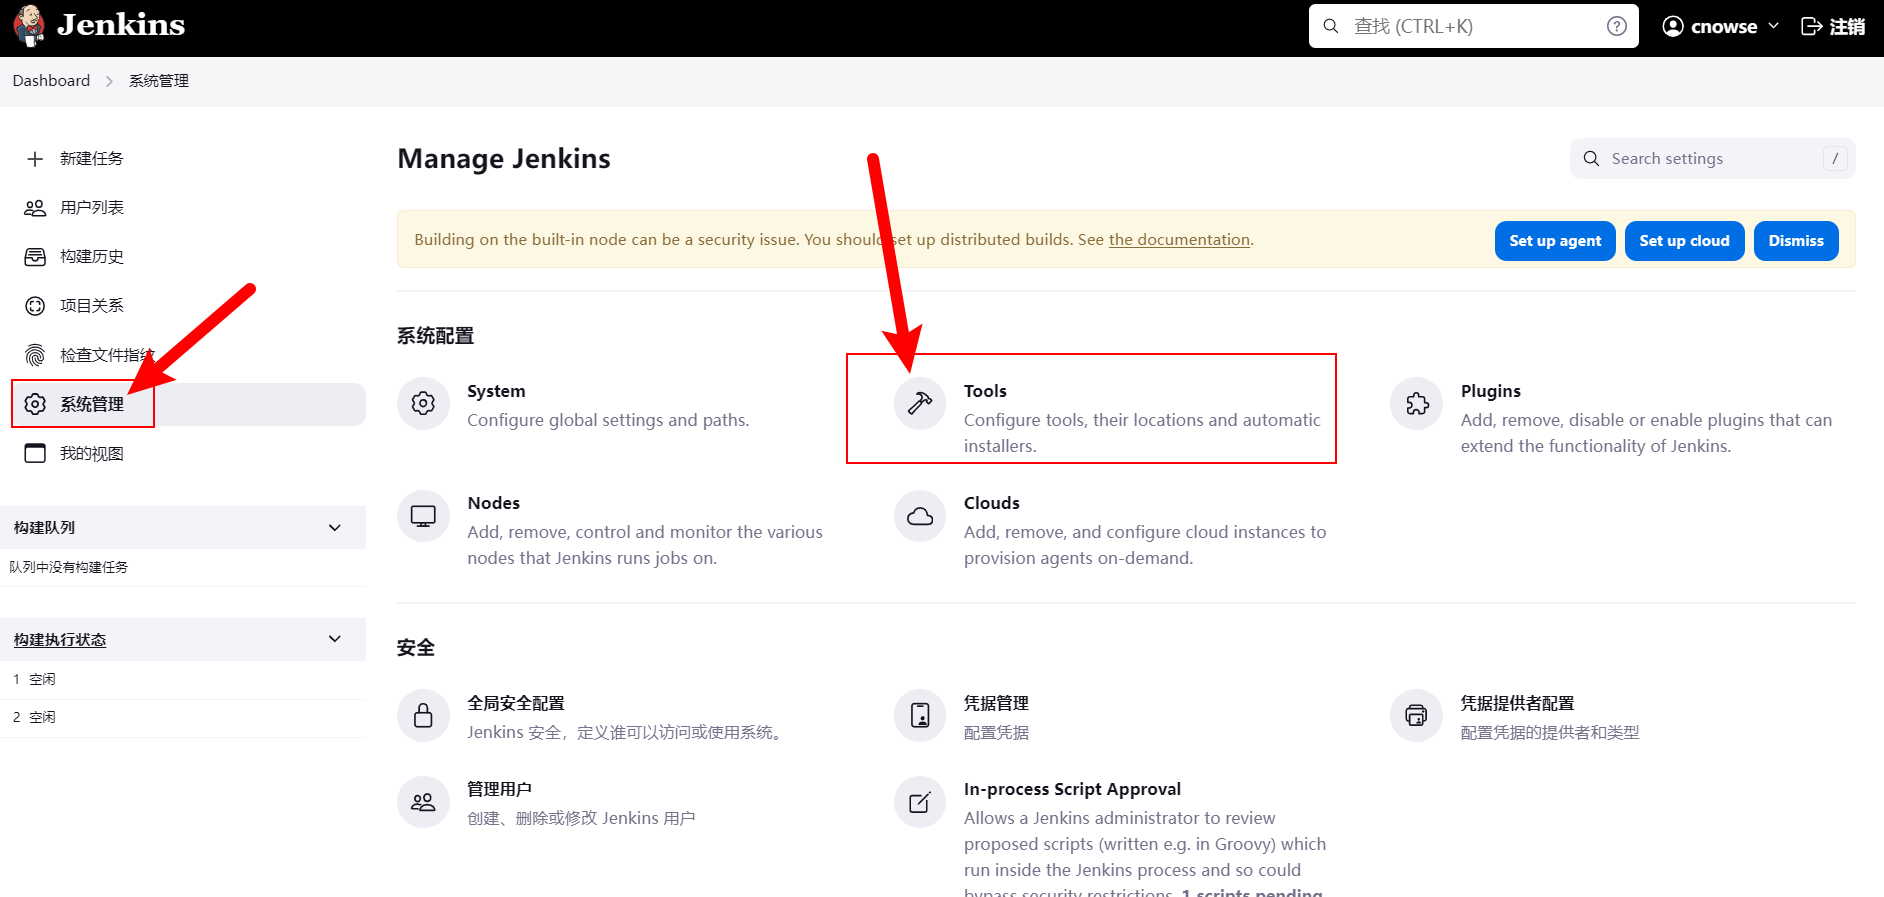 Jenkins
查找 (CTRL+K)
cnowse
注销
Dashboard
系统管理
新建任务
用户列表
构建历史
项目关系
检查文件指纹
系统管理
我的视图
构建队列
队列中没有构建任务
构建执行状态
1 空闲
2 空闲
Manage Jenkins
Search settings
/
Building on the built-in node can be a security issue. You should set up distributed builds. See the documentation.
Set up agent
Set up cloud
Dismiss
系统配置
System
Configure global settings and paths.
Tools
Configure tools, their locations and automatic
installers.
Plugins
Add, remove, disable or enable plugins that can
extend the functionality of Jenkins.
Nodes
Add, remove, control and monitor the various
nodes that Jenkins runs jobs on.
Clouds
Add, remove, and configure cloud instances to
provision agents on-demand.
安全
全局安全配置
Jenkins 安全，定义谁可以访问或使用系统。
凭据管理
配置凭据
凭据提供者配置
配置凭据的提供者和类型
管理用户
创建、删除或修改 Jenkins 用户
In-process Script Approval
Allows a Jenkins administrator to review
proposed scripts (written e.g. in Groovy) which
run inside the Jenkins process and so could
bypass security restrictions. 1 scripts pending